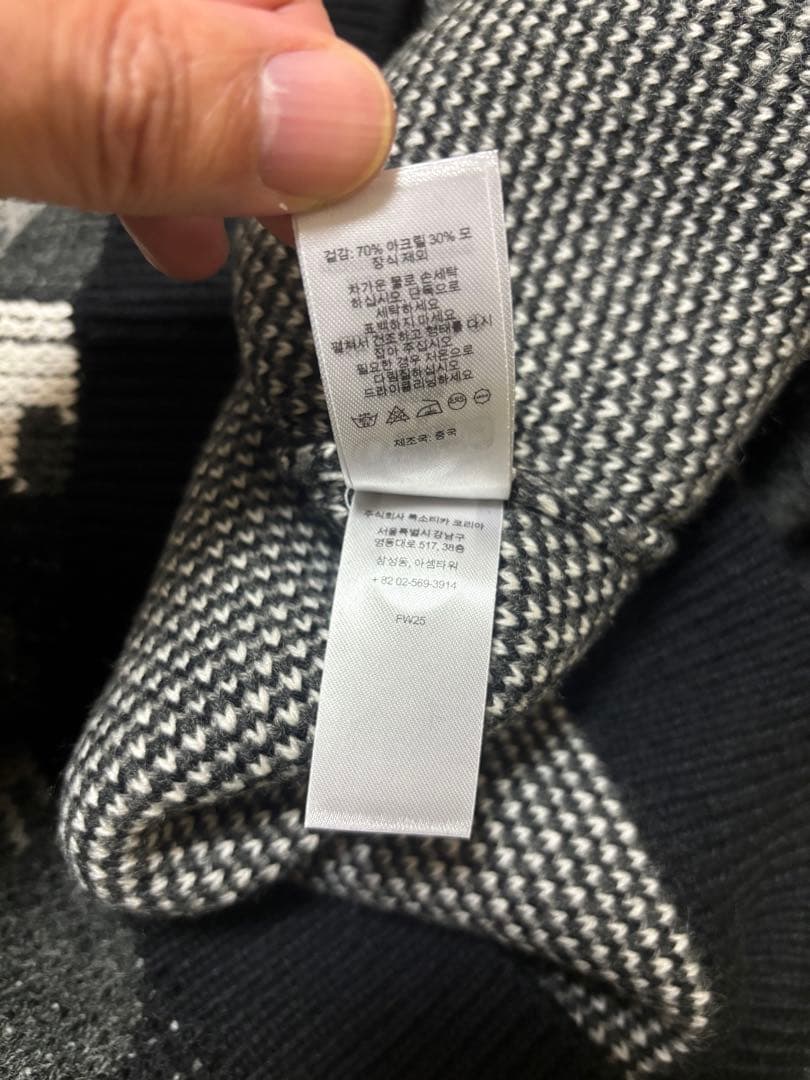 겉감: 70% 아크릴 30% 모
장식 제외
차가운 물로 손세탁
하십시오, 단독으로
세탁하세요
표백하지 마세요
펼쳐서 건조하고 형태를 다시
잡아 주십시오
필요한 경우 저온으로
다림질하십시오
드라이클리닝하세요
제조국: 중국
주식회사 룩소티카 코리아
서울특별시 강남구
영동대로 517, 38층
삼성동, 아셈타워
+ 82 02-569-3914
FW25